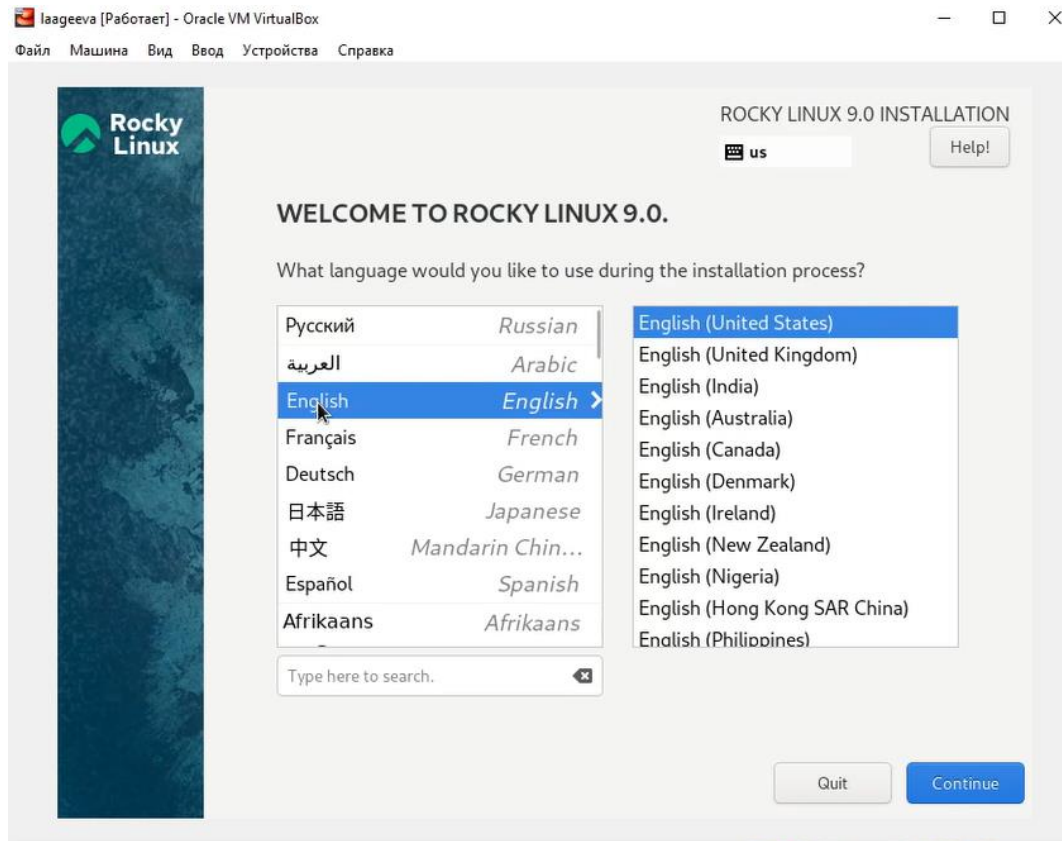 laageeva [Работает] - Oracle VM VirtualBox
Файл Машина Вид Ввод Устройства Справка
Rocky
Linux
ROCKY LINUX 9.0 INSTALLATION
us
Help!
WELCOME TO ROCKY LINUX 9.0.
What language would you like to use during the installation process?
Русский Russian
العربية Arabic
English English
Français French
Deutsch German
日本語 Japanese
中文 Mandarin Chin...
Español Spanish
Afrikaans Afrikaans
Type here to search.
English (United States)
English (United Kingdom)
English (India)
English (Australia)
English (Canada)
English (Denmark)
English (Ireland)
English (New Zealand)
English (Nigeria)
English (Hong Kong SAR China)
English (Philippines)
Quit
Continue